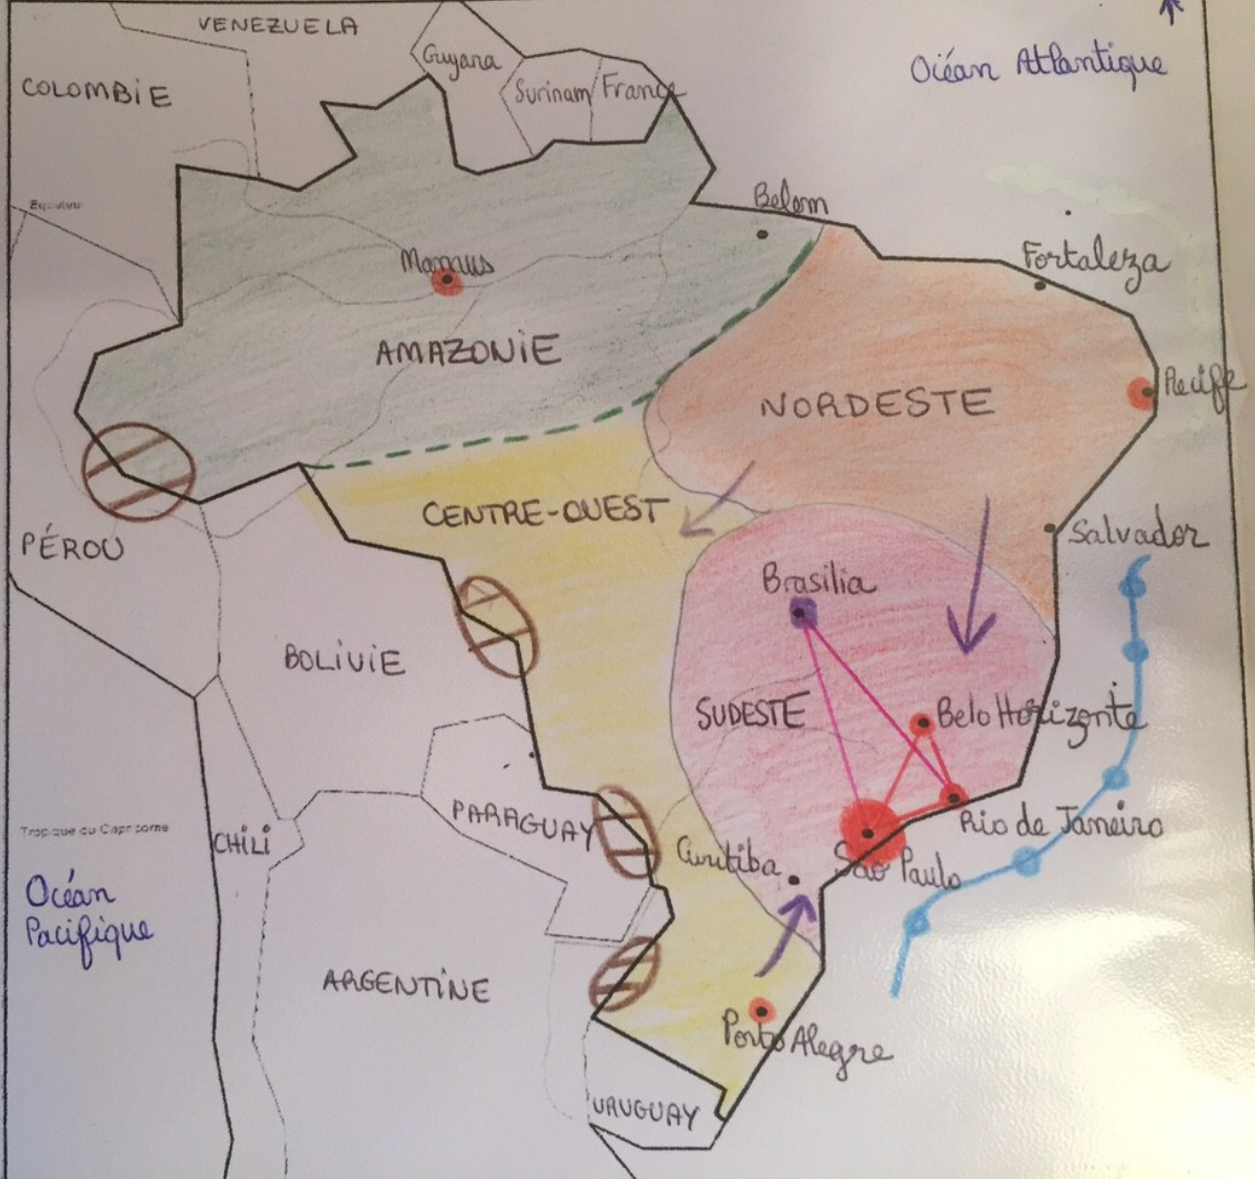 VENEZUELA
Guyana
COLOMBIE
Surinam
France
Océan Atlantique
Belem
Manaus
Fortaleza
AMAZONIE
NORDESTE
Recife
CENTRE-OUEST
PÉROU
Salvador
Brasilia
BOLIVIE
SUDESTE
Belo Horizonte
PARAGUAY
Tropique du Capricorne
CHILI
Rio de Janeiro
Curitiba
São Paulo
Océan
Pacifique
ARGENTINE
Porto Alegre
URUGUAY